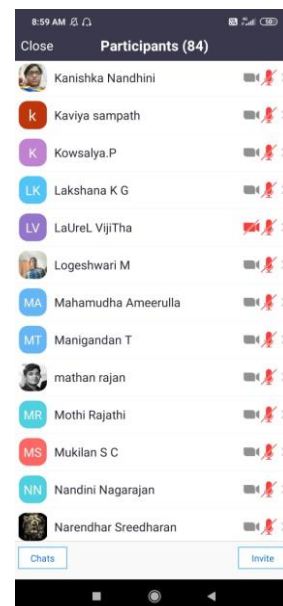 8:59 AM
Close Participants (84)
Kanishka Nandhini
k Kaviya sampath
K Kowsalya.P
LK Lakshana K G
LV LaUreL VijiTha
Logeshwari M
MA Mahamudha Ameerulla
MT Manigandan T
mathan rajan
MR Mothi Rajathi
MS Mukilan S C
NN Nandini Nagarajan
Narendhar Sreedharan
Chats Invite